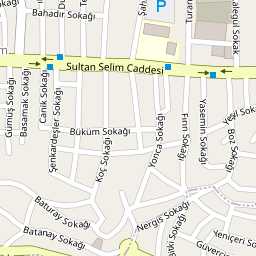 Bahadır Sokağı
Sultan Selim Caddesi
Gümüş Sokağı
Basamak Sokağı
Canik Sokağı
Şenkardeşler Sokağı
Büküm Sokağı
Koç Sokağı
Yonca Sokağı
Fırın Sokağı
Yasemin Sokağı
Yeşil Sokağı
Boz Sokağı
Baturay Sokağı
Batanay Sokağı
Nergis Sokağı
Yeniçeri Sokağı